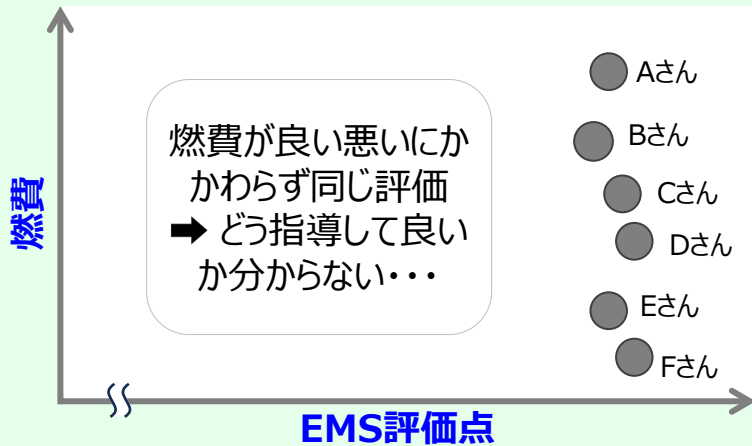 燃費
燃費が良い悪いにか
かわらず同じ評価
➡ どう指導して良い
か分からない・・・
Aさん
Bさん
Cさん
Dさん
Eさん
Fさん
EMS評価点